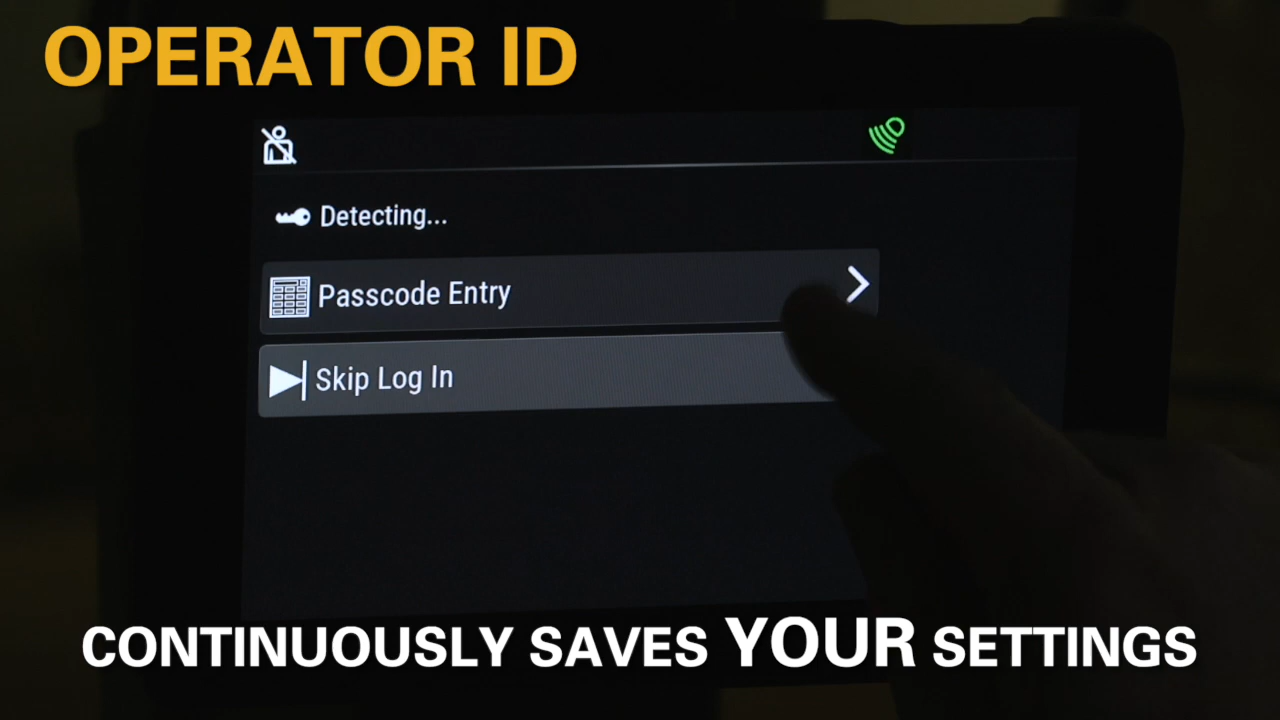 OPERATOR ID
Detecting...
Passcode Entry
Skip Log In
CONTINUOUSLY SAVES YOUR SETTINGS